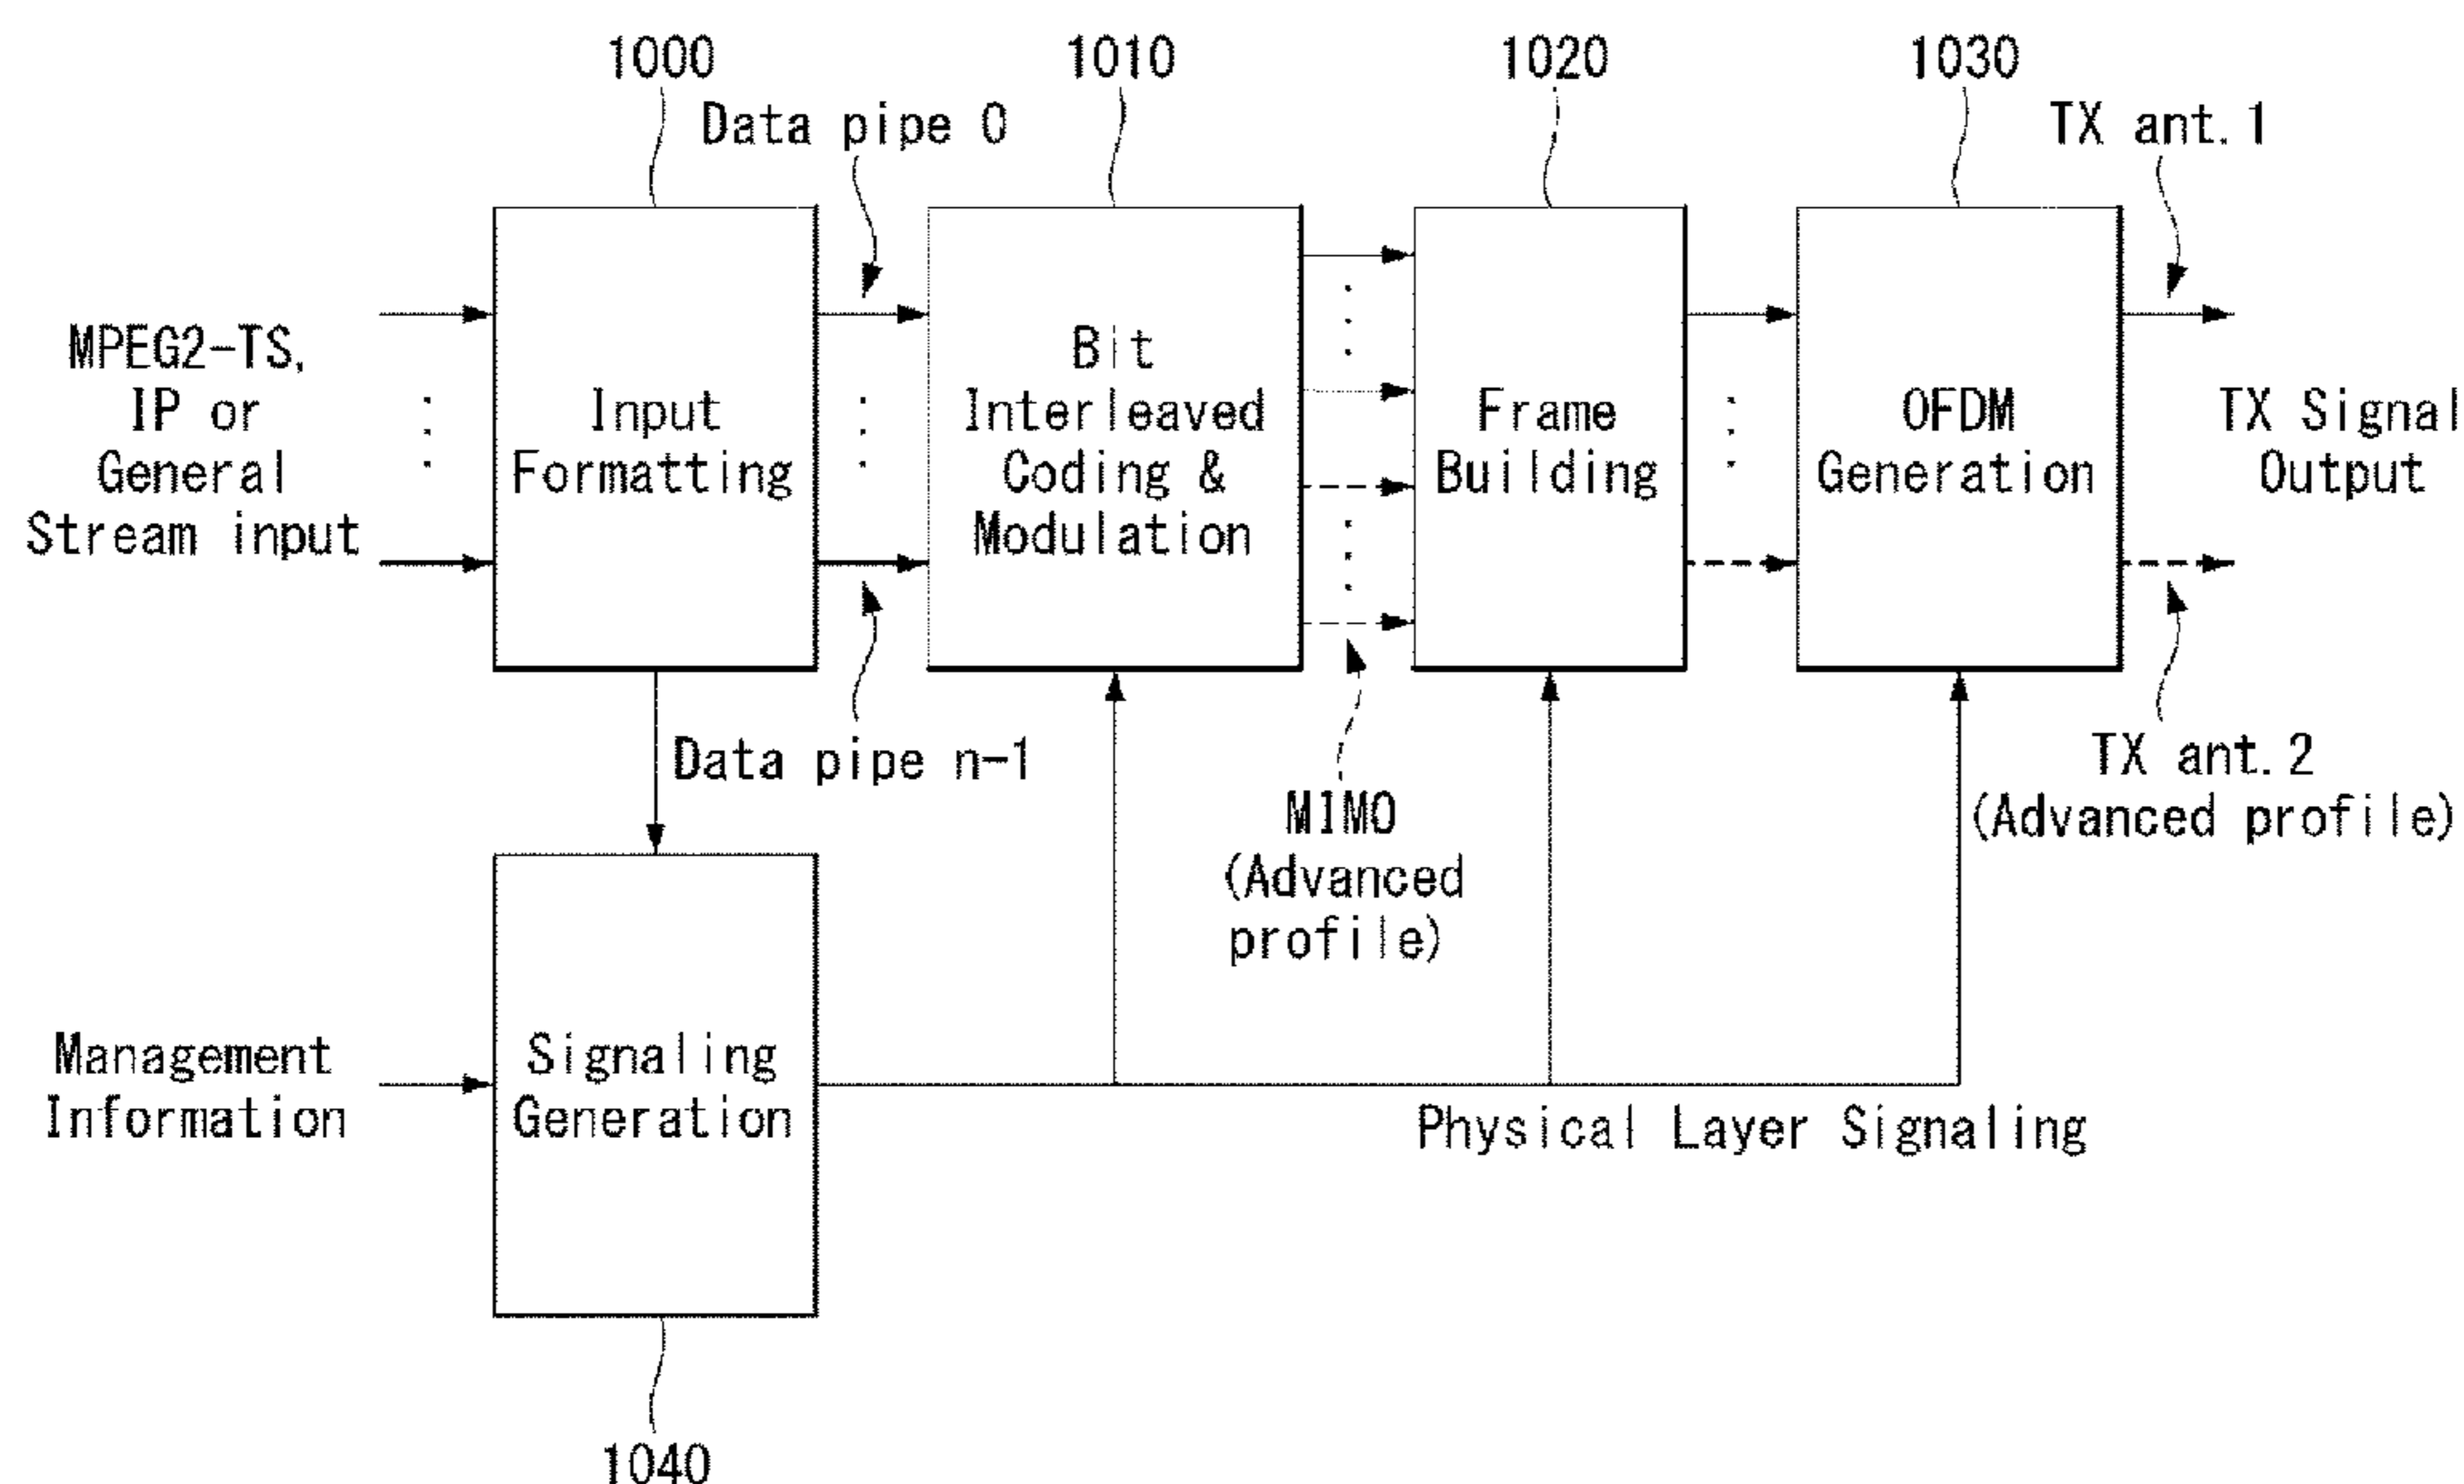 1000
1010
1020
1030
Data pipe 0
TX ant.1
MPEG2-TS,
IP or
General
Stream input
Input
Formatting
Bit
Interleaved
Coding &
Modulation
Frame
Building
OFDM
Generation
TX Signal
Output
Data pipe n-1
MIMO
(Advanced
profile)
TX ant.2
(Advanced profile)
Management
Information
Signaling
Generation
Physical Layer Signaling
1040